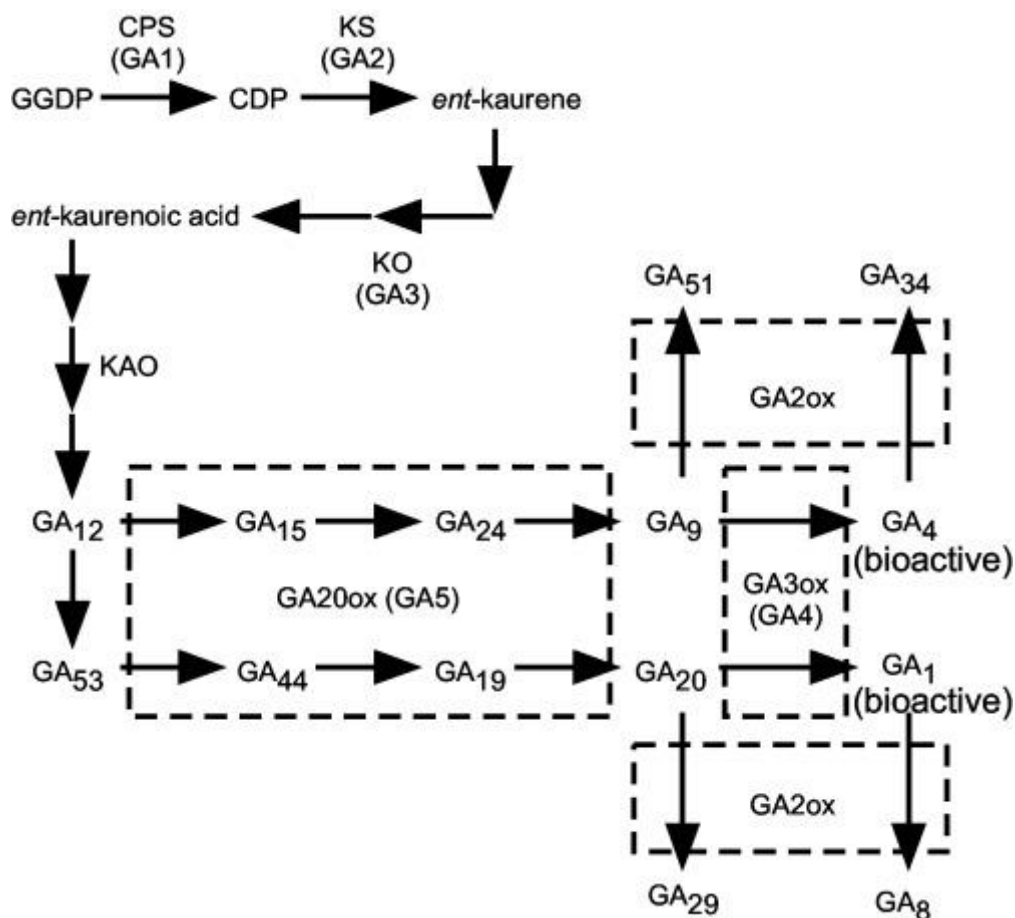 CPS KS
(GA1) (GA2)
GGDP CDP ent-kaurene
ent-kaurenoic acid
KO
(GA3)
GA51 GA34
KAO
GA2ox
GA12 GA15 GA24 GA9 GA4
(bioactive)
GA20ox (GA5) GA3ox
(GA4)
GA53 GA44 GA19 GA20 GA1
(bioactive)
GA2ox
GA29 GA8